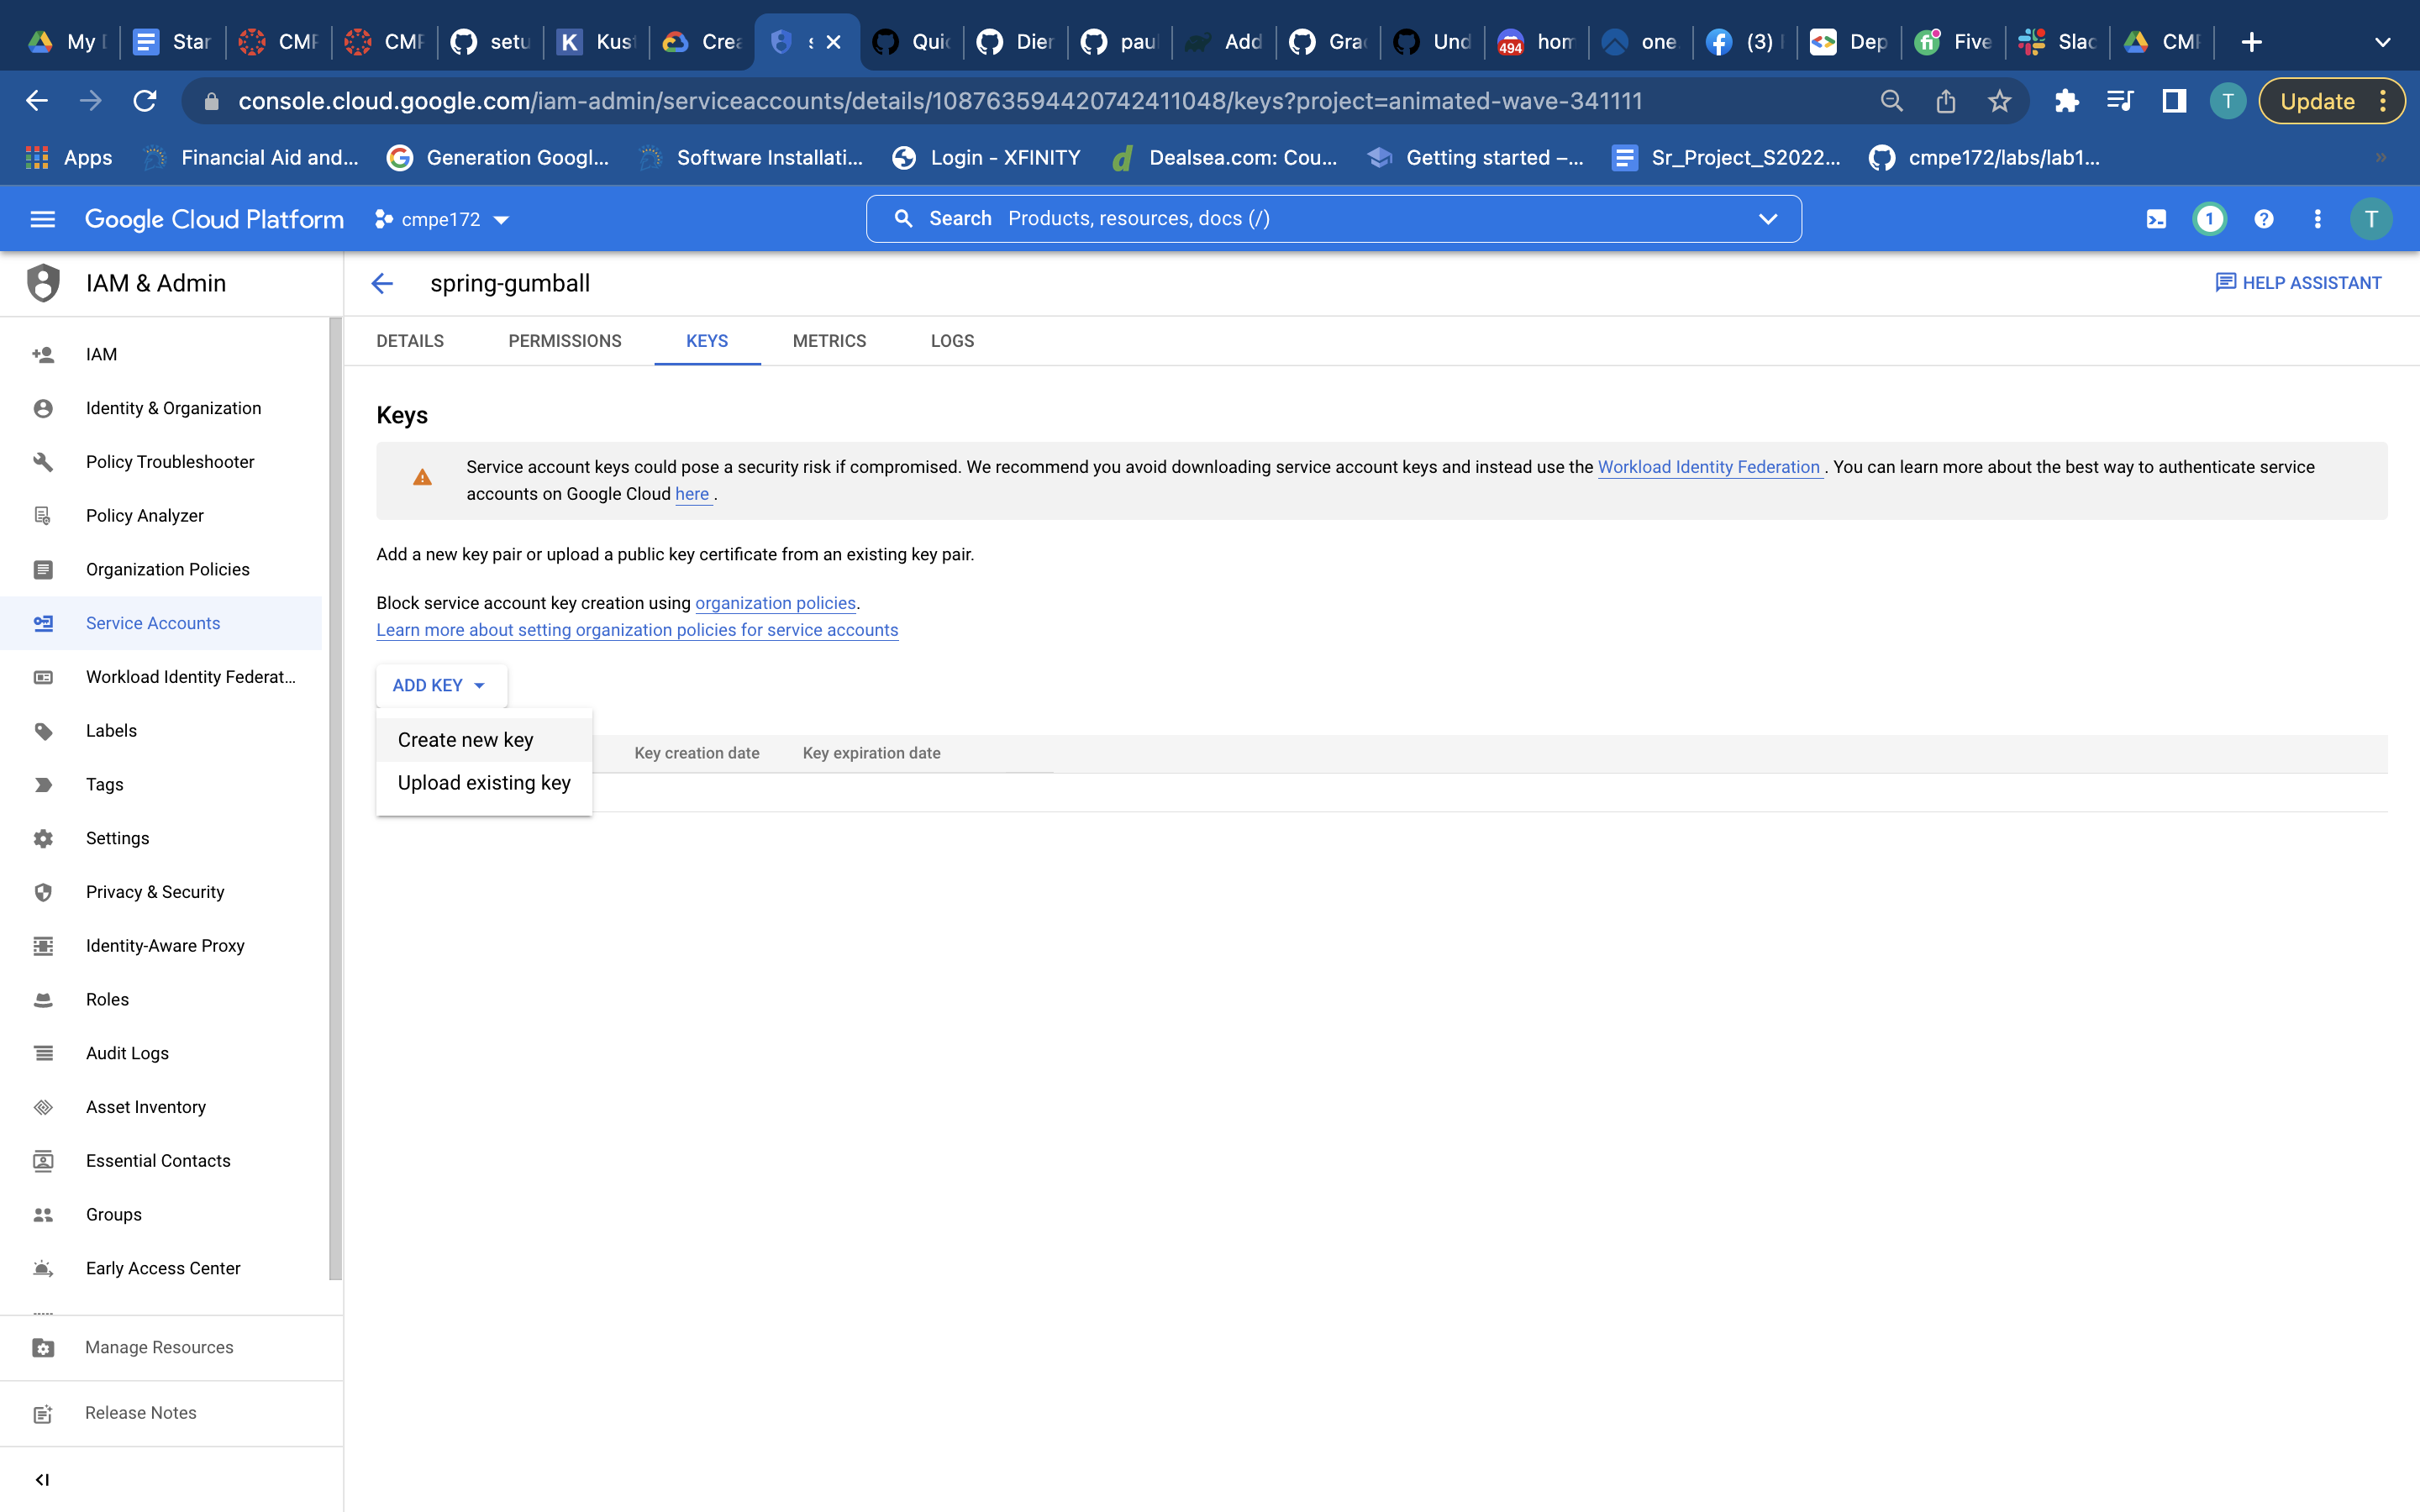 My
Star
CMP
CMP
setu
Kust
Crea
Quic
Dier
pau
Add
Gra
Und
494
hom
one
(3)
Dep
Five
Slac
CMP
console.cloud.google.com/iam-admin/serviceaccounts/details/108763594420742411048/keys?project=animated-wave-341111
T
Update
Apps
Financial Aid and...
Generation Googl...
Software Installati...
Login - XFINITY
Dealsea.com: Cou...
Getting started –...
Sr_Project_S2022...
cmpe172/labs/lab1...
Google Cloud Platform
cmpe172
Search Products, resources, docs (/)
1
T
IAM & Admin
spring-gumball
HELP ASSISTANT
DETAILS
PERMISSIONS
KEYS
METRICS
LOGS
IAM
Identity & Organization
Policy Troubleshooter
Policy Analyzer
Organization Policies
Service Accounts
Workload Identity Federat...
Labels
Tags
Settings
Privacy & Security
Identity-Aware Proxy
Roles
Audit Logs
Asset Inventory
Essential Contacts
Groups
Early Access Center
Manage Resources
Release Notes
Keys
Service account keys could pose a security risk if compromised. We recommend you avoid downloading service account keys and instead use the Workload Identity Federation . You can learn more about the best way to authenticate service
accounts on Google Cloud here .
Add a new key pair or upload a public key certificate from an existing key pair.
Block service account key creation using organization policies.
Learn more about setting organization policies for service accounts
ADD KEY
Create new key
Upload existing key
Key creation date
Key expiration date